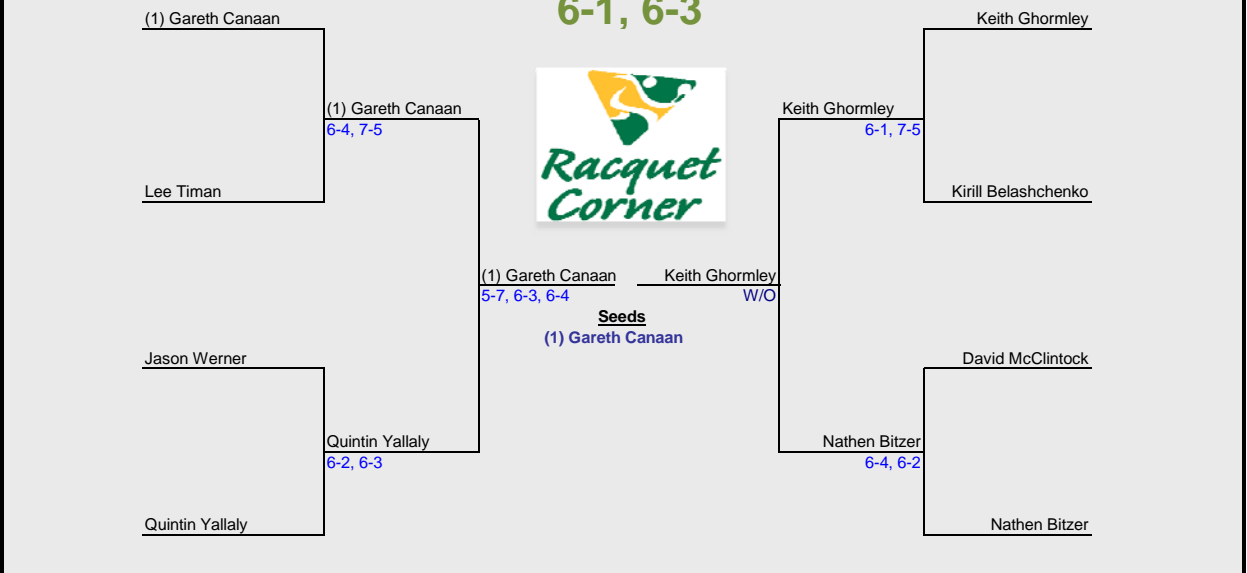 6-1, 6-3
(1) Gareth Canaan
Keith Ghormley
(1) Gareth Canaan
Keith Ghormley
6-4, 7-5
6-1, 7-5
Racquet
Corner
Lee Timan
Kirill Belashchenko
(1) Gareth Canaan
Keith Ghormley
5-7, 6-3, 6-4
W/O
Seeds
(1) Gareth Canaan
Jason Werner
David McClintock
Quintin Yallaly
Nathen Bitzer
6-2, 6-3
6-4, 6-2
Quintin Yallaly
Nathen Bitzer